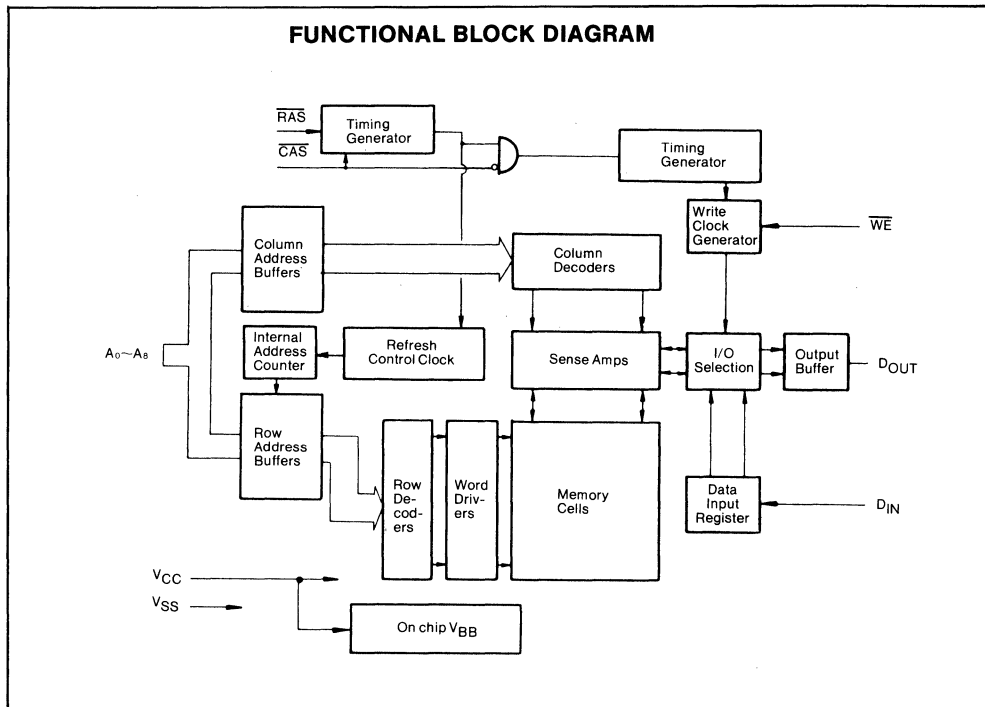 FUNCTIONAL BLOCK DIAGRAM
RAS
CAS
Timing
Generator
Timing
Generator
Write
Clock
Generator
WE
Column
Address
Buffers
Column
Decoders
A0~A8
Internal
Address
Counter
Refresh
Control Clock
Sense Amps
I/O
Selection
Output
Buffer
DOUT
Row
Address
Buffers
Row
De-
cod-
ers
Word
Driv-
ers
Memory
Cells
Data
Input
Register
DIN
VCC
VSS
On chip VBB